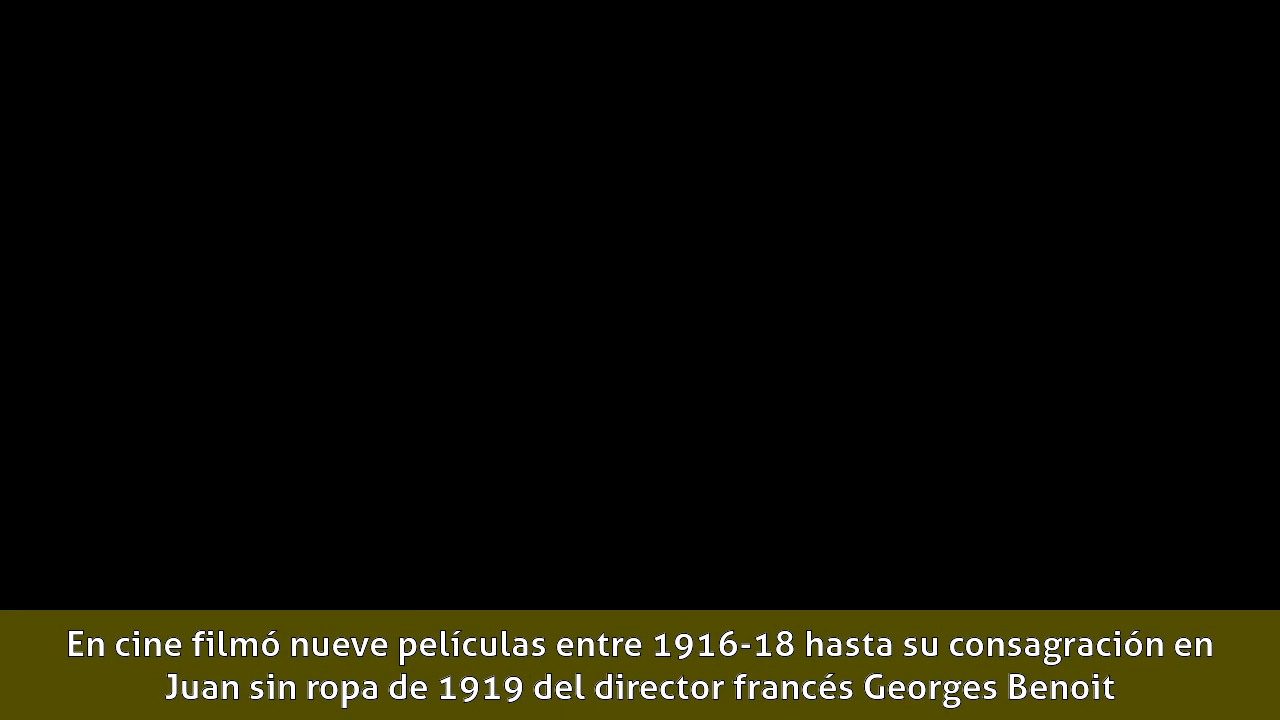 En cine filmó nueve películas entre 1916-18 hasta su consagración en
Juan sin ropa de 1919 del director francés Georges Benoit